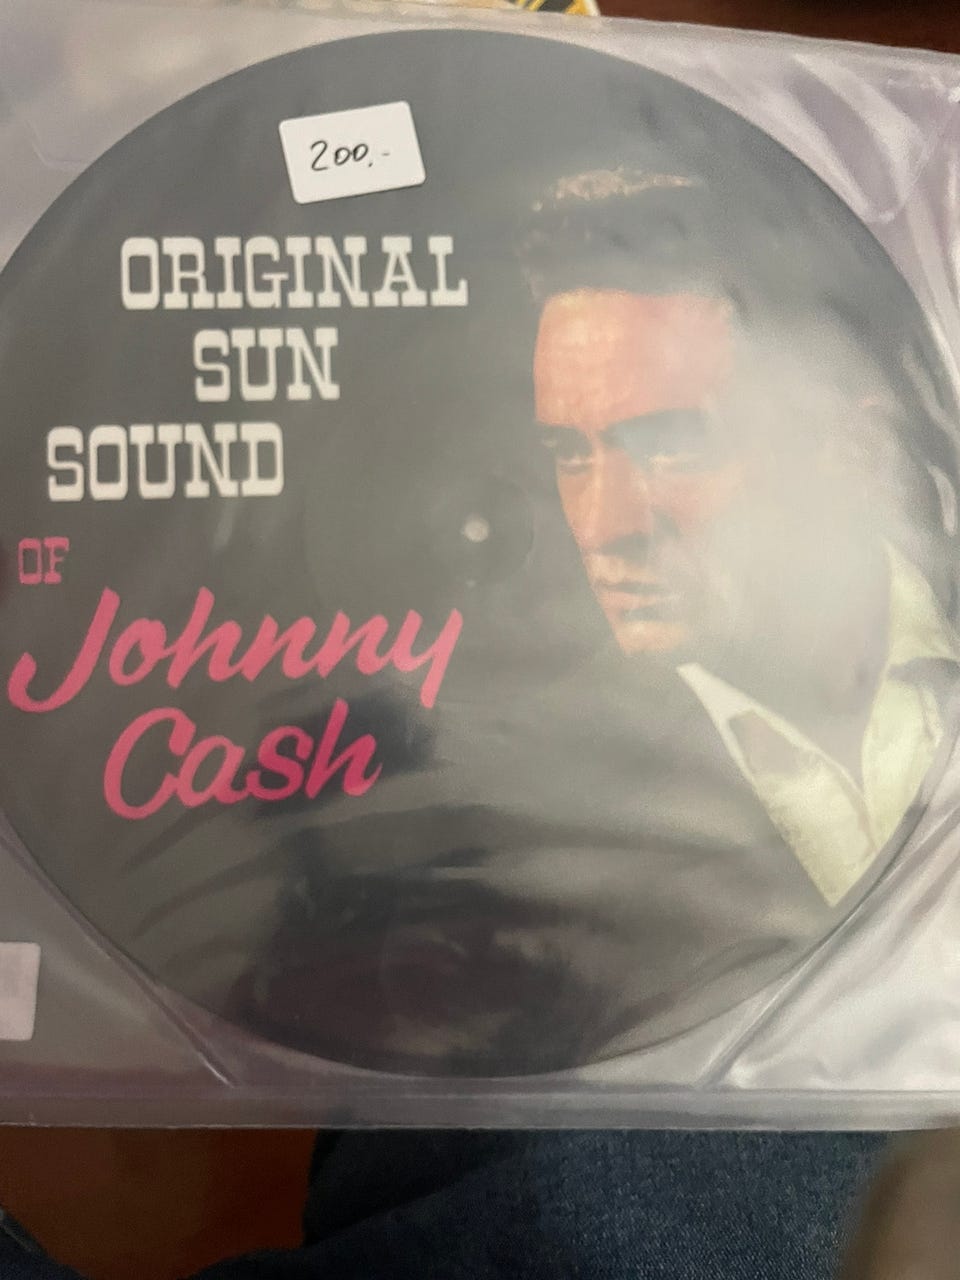 200.-
ORIGINAL
SUN
SOUND
OF
Johnny
Cash